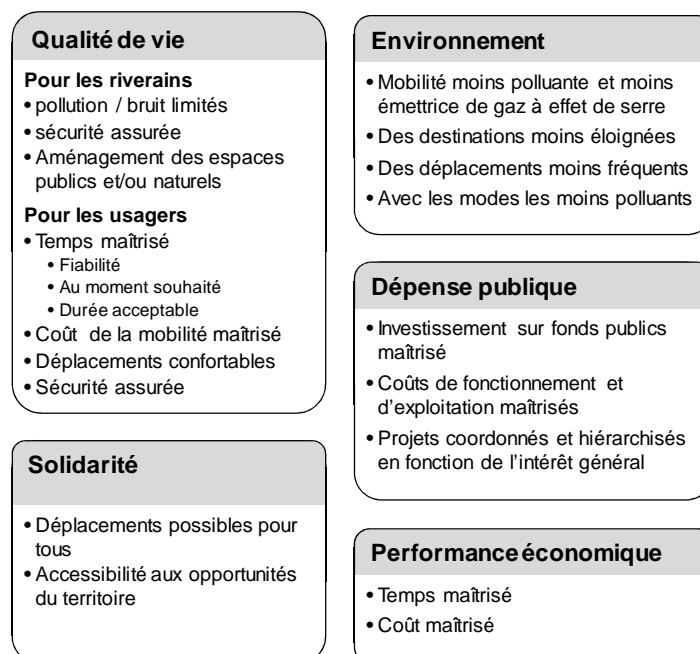 Qualité de vie
Pour les riverains
• pollution / bruit limités
• sécurité assurée
• Aménagement des espaces
publics et/ou naturels
Pour les usagers
• Temps maîtrisé
• Fiabilité
• Au moment souhaité
• Durée acceptable
• Coût de la mobilité maîtrisé
• Déplacements confortables
• Sécurité assurée
Solidarité
• Déplacements possibles pour
tous
• Accessibilité aux opportunités
du territoire
Environnement
• Mobilité moins polluante et moins
émettrice de gaz à effet de serre
• Des destinations moins éloignées
• Des déplacements moins fréquents
• Avec les modes les moins polluants
Dépense publique
• Investissement sur fonds publics
maîtrisé
• Coûts de fonctionnement et
d'exploitation maîtrisés
• Projets coordonnés et hiérarchisés
en fonction de l'intérêt général
Performance économique
• Temps maîtrisé
• Coût maîtrisé